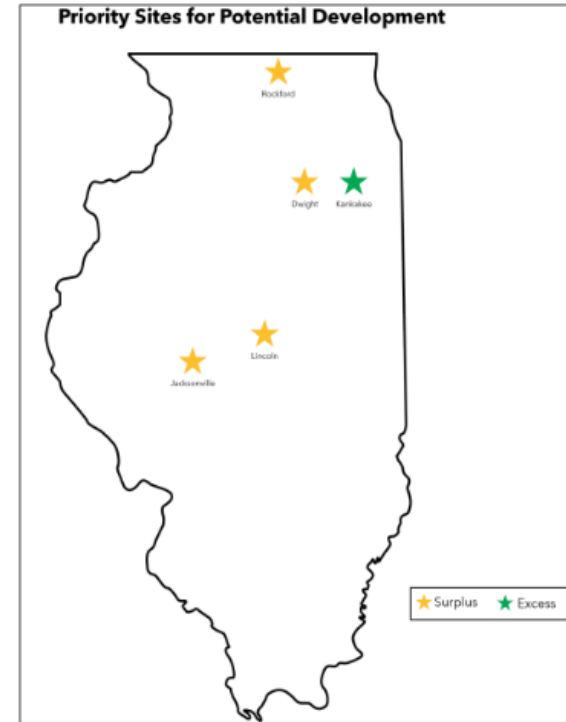 Priority Sites for Potential Development
Rockford
Dwight
Kankakee
Lincoln
Jacksonville
Surplus
Excess